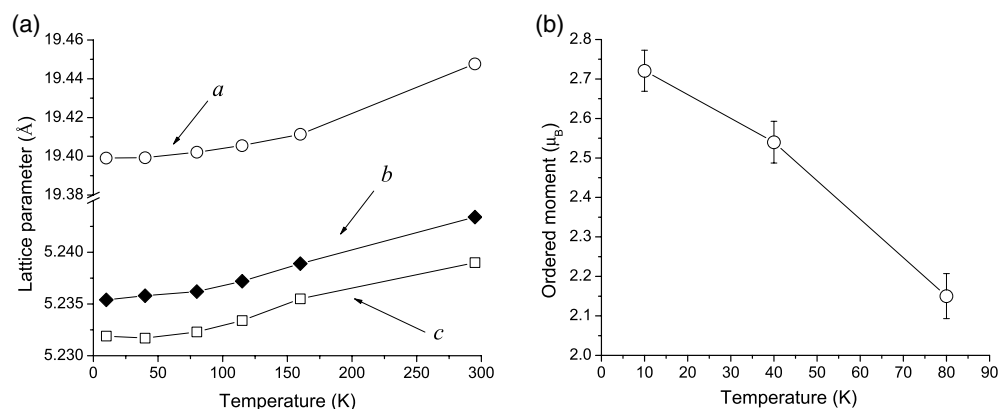 (a)
19.46
19.44
19.42
19.40
19.38
5.240
5.235
5.230
Lattice parameter (Å)
a
b
c
0 50 100 150 200 250 300
Temperature (K)
(b)
2.8
2.7
2.6
2.5
2.4
2.3
2.2
2.1
2.0
Ordered moment (μB)
0 10 20 30 40 50 60 70 80 90
Temperature (K)